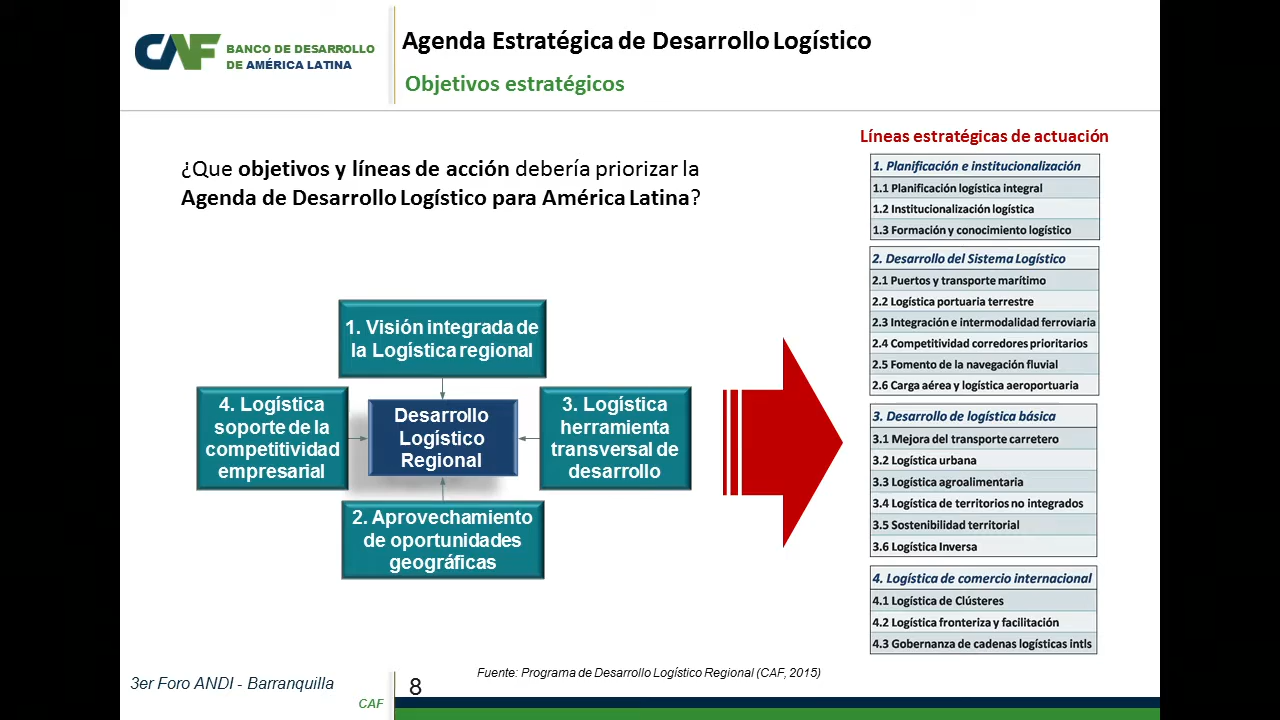 CAF
BANCO DE DESARROLLO
DE AMÉRICA LATINA
Agenda Estratégica de Desarrollo Logístico
Objetivos estratégicos
¿Que objetivos y líneas de acción debería priorizar la
Agenda de Desarrollo Logístico para América Latina?
1. Visión integrada de
la Logística regional
4. Logística
soporte de la
competitividad
empresarial
Desarrollo
Logístico
Regional
3. Logística
herramienta
transversal de
desarrollo
2. Aprovechamiento
de oportunidades
geográficas
Líneas estratégicas de actuación
1. Planificación e institucionalización
1.1 Planificación logística integral
1.2 Institucionalización logística
1.3 Formación y conocimiento logístico
2. Desarrollo del Sistema Logístico
2.1 Puertos y transporte marítimo
2.2 Logística portuaria terrestre
2.3 Integración e intermodalidad ferroviaria
2.4 Competitividad corredores prioritarios
2.5 Fomento de la navegación fluvial
2.6 Carga aérea y logística aeroportuaria
3. Desarrollo de logística básica
3.1 Mejora del transporte carretero
3.2 Logística urbana
3.3 Logística agroalimentaria
3.4 Logística de territorios no integrados
3.5 Sostenibilidad territorial
3.6 Logística Inversa
4. Logística de comercio internacional
4.1 Logística de Clústeres
4.2 Logística fronteriza y facilitación
4.3 Gobernanza de cadenas logísticas intls
Fuente: Programa de Desarrollo Logístico Regional (CAF, 2015)
3er Foro ANDI - Barranquilla
CAF
8